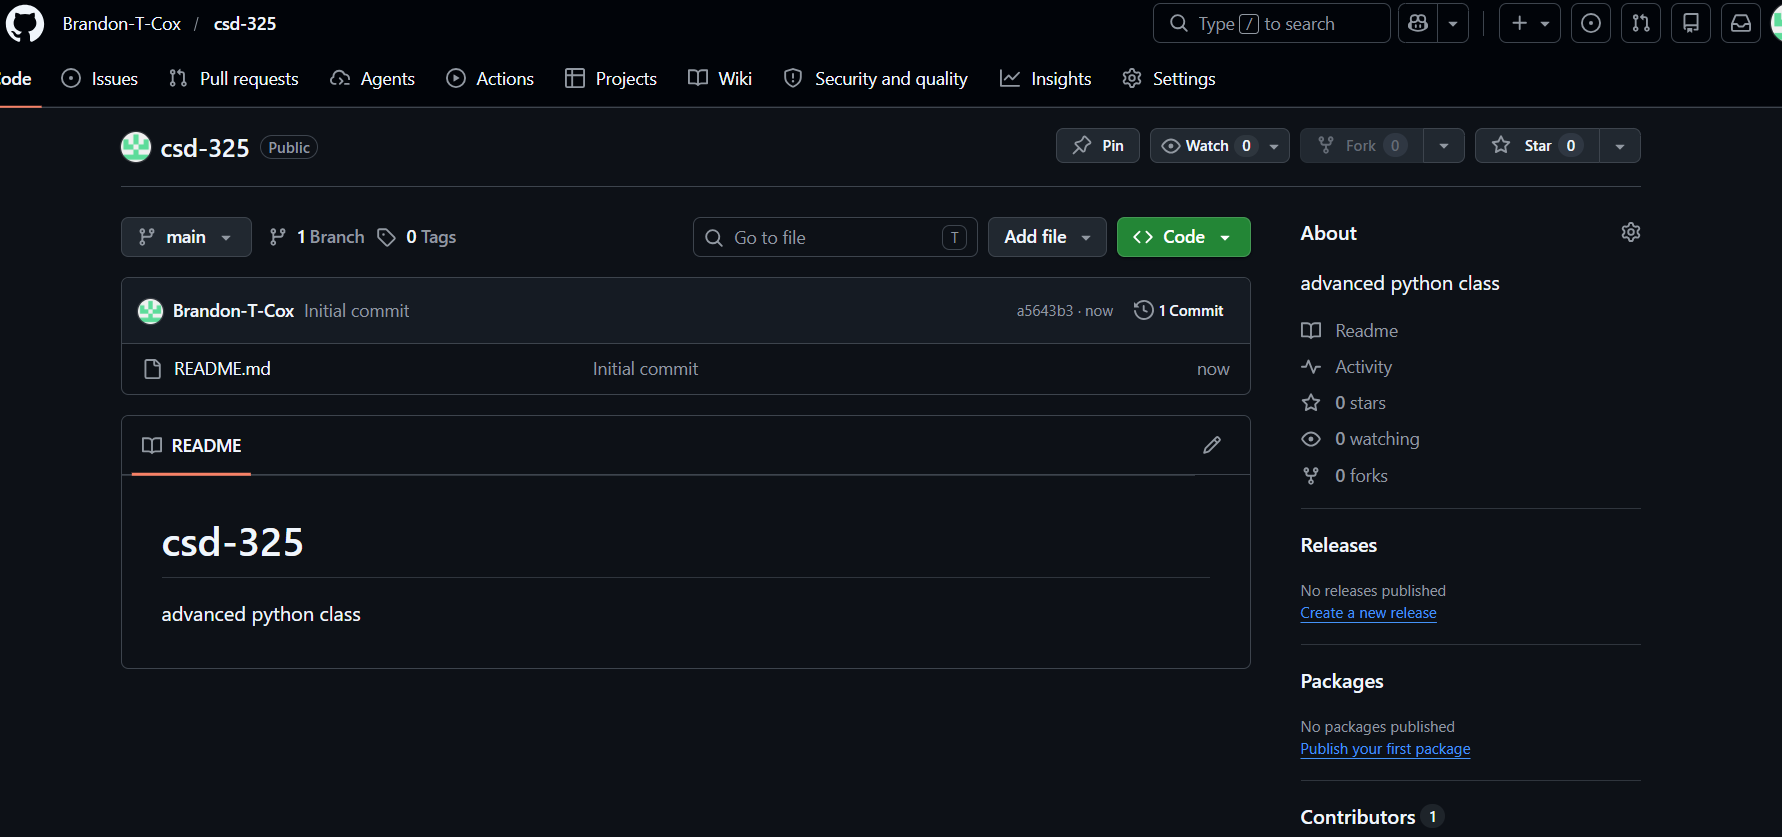 Brandon-T-Cox / csd-325
Type / to search
ode Issues Pull requests Agents Actions Projects Wiki Security and quality Insights Settings
csd-325 Public
Pin Watch 0 Fork 0 Star 0
main 1 Branch 0 Tags Go to file T Add file Code
Brandon-T-Cox Initial commit a5643b3 · now 1 Commit
README.md Initial commit now
README
csd-325
advanced python class
About
advanced python class
Readme
Activity
0 stars
0 watching
0 forks
Releases
No releases published
Create a new release
Packages
No packages published
Publish your first package
Contributors 1